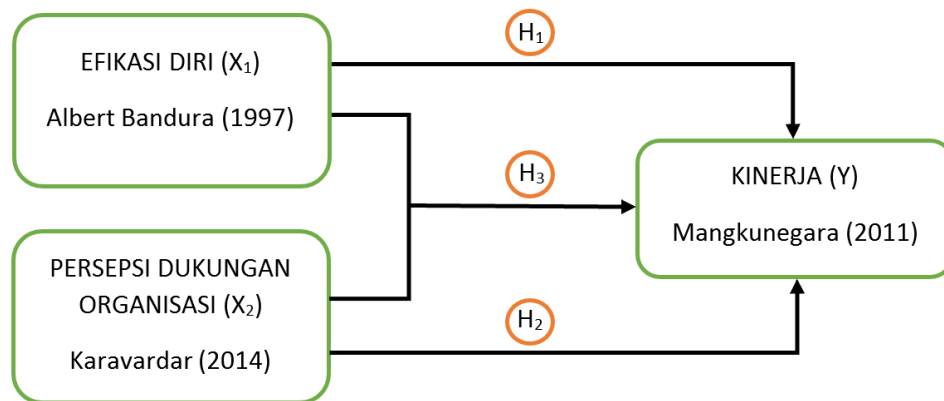 EFIKASI DIRI (X₁)
Albert Bandura (1997)
H₁
H₃
KINERJA (Y)
Mangkunegara (2011)
PERSEPSI DUKUNGAN
ORGANISASI (X₂)
Karavardar (2014)
H₂